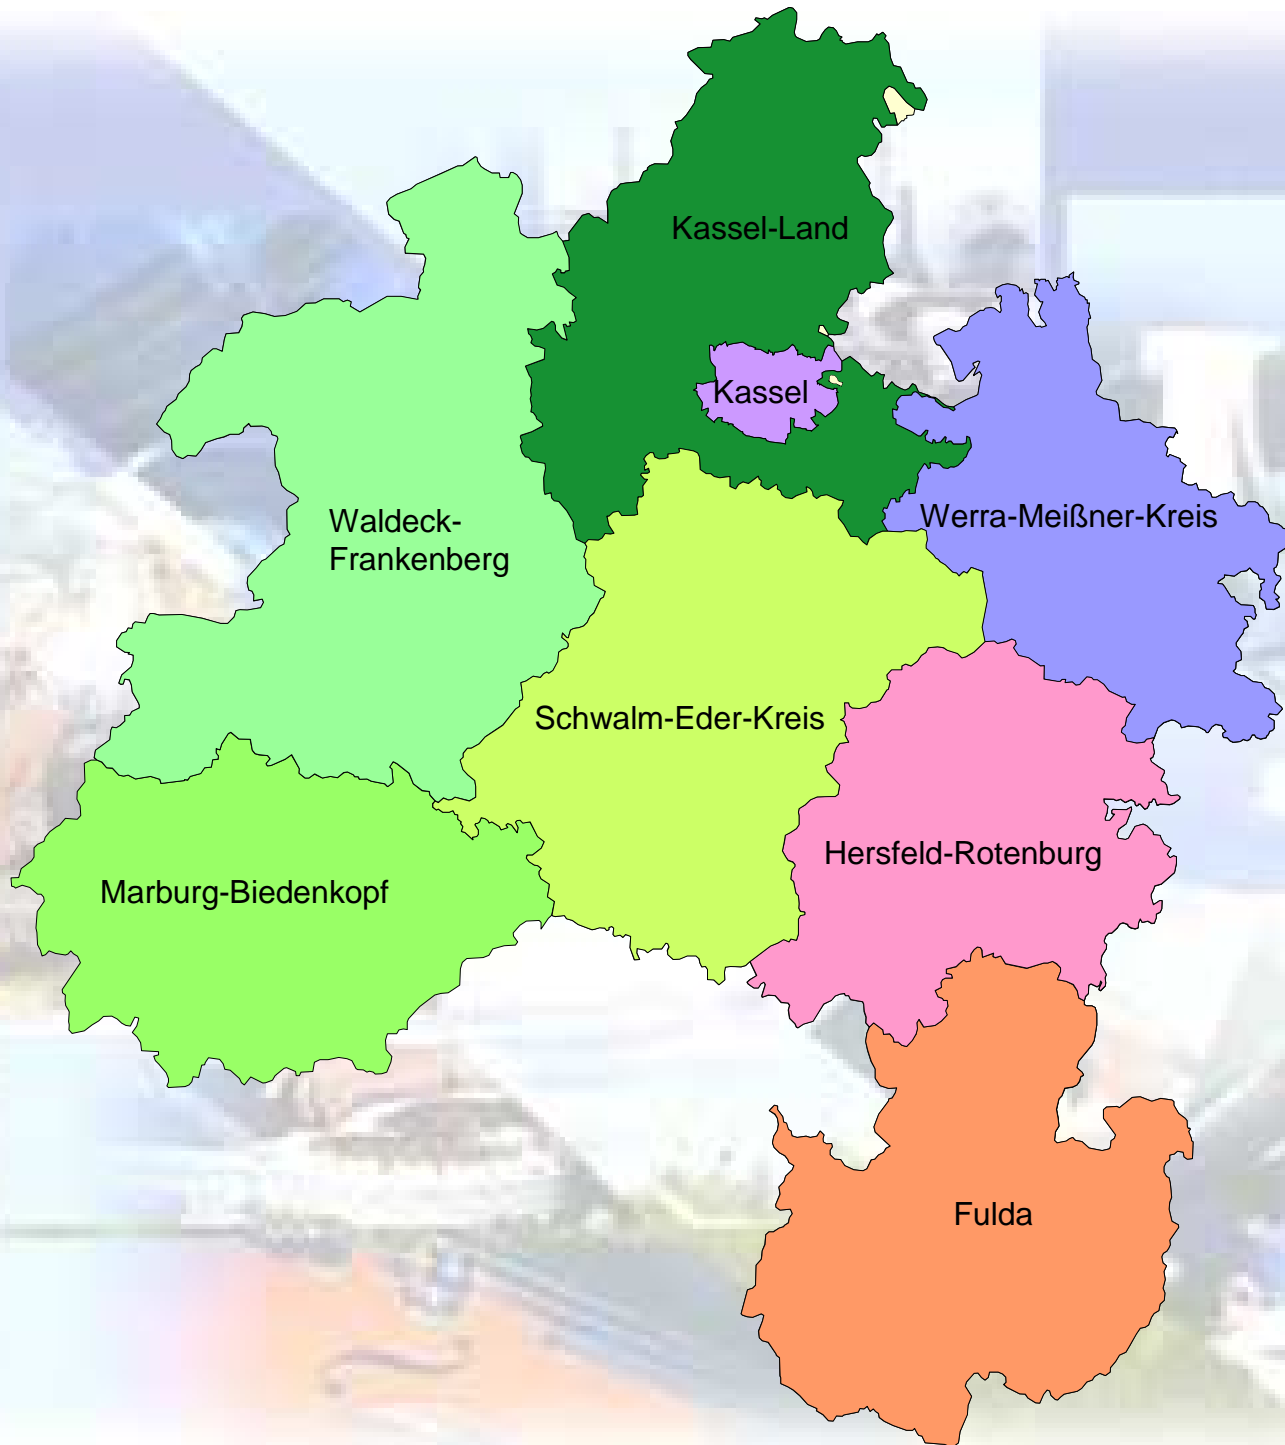 Kassel-Land
Kassel
Waldeck-
Frankenberg
Werra-Meißner-Kreis
Schwalm-Eder-Kreis
Hersfeld-Rotenburg
Marburg-Biedenkopf
Fulda